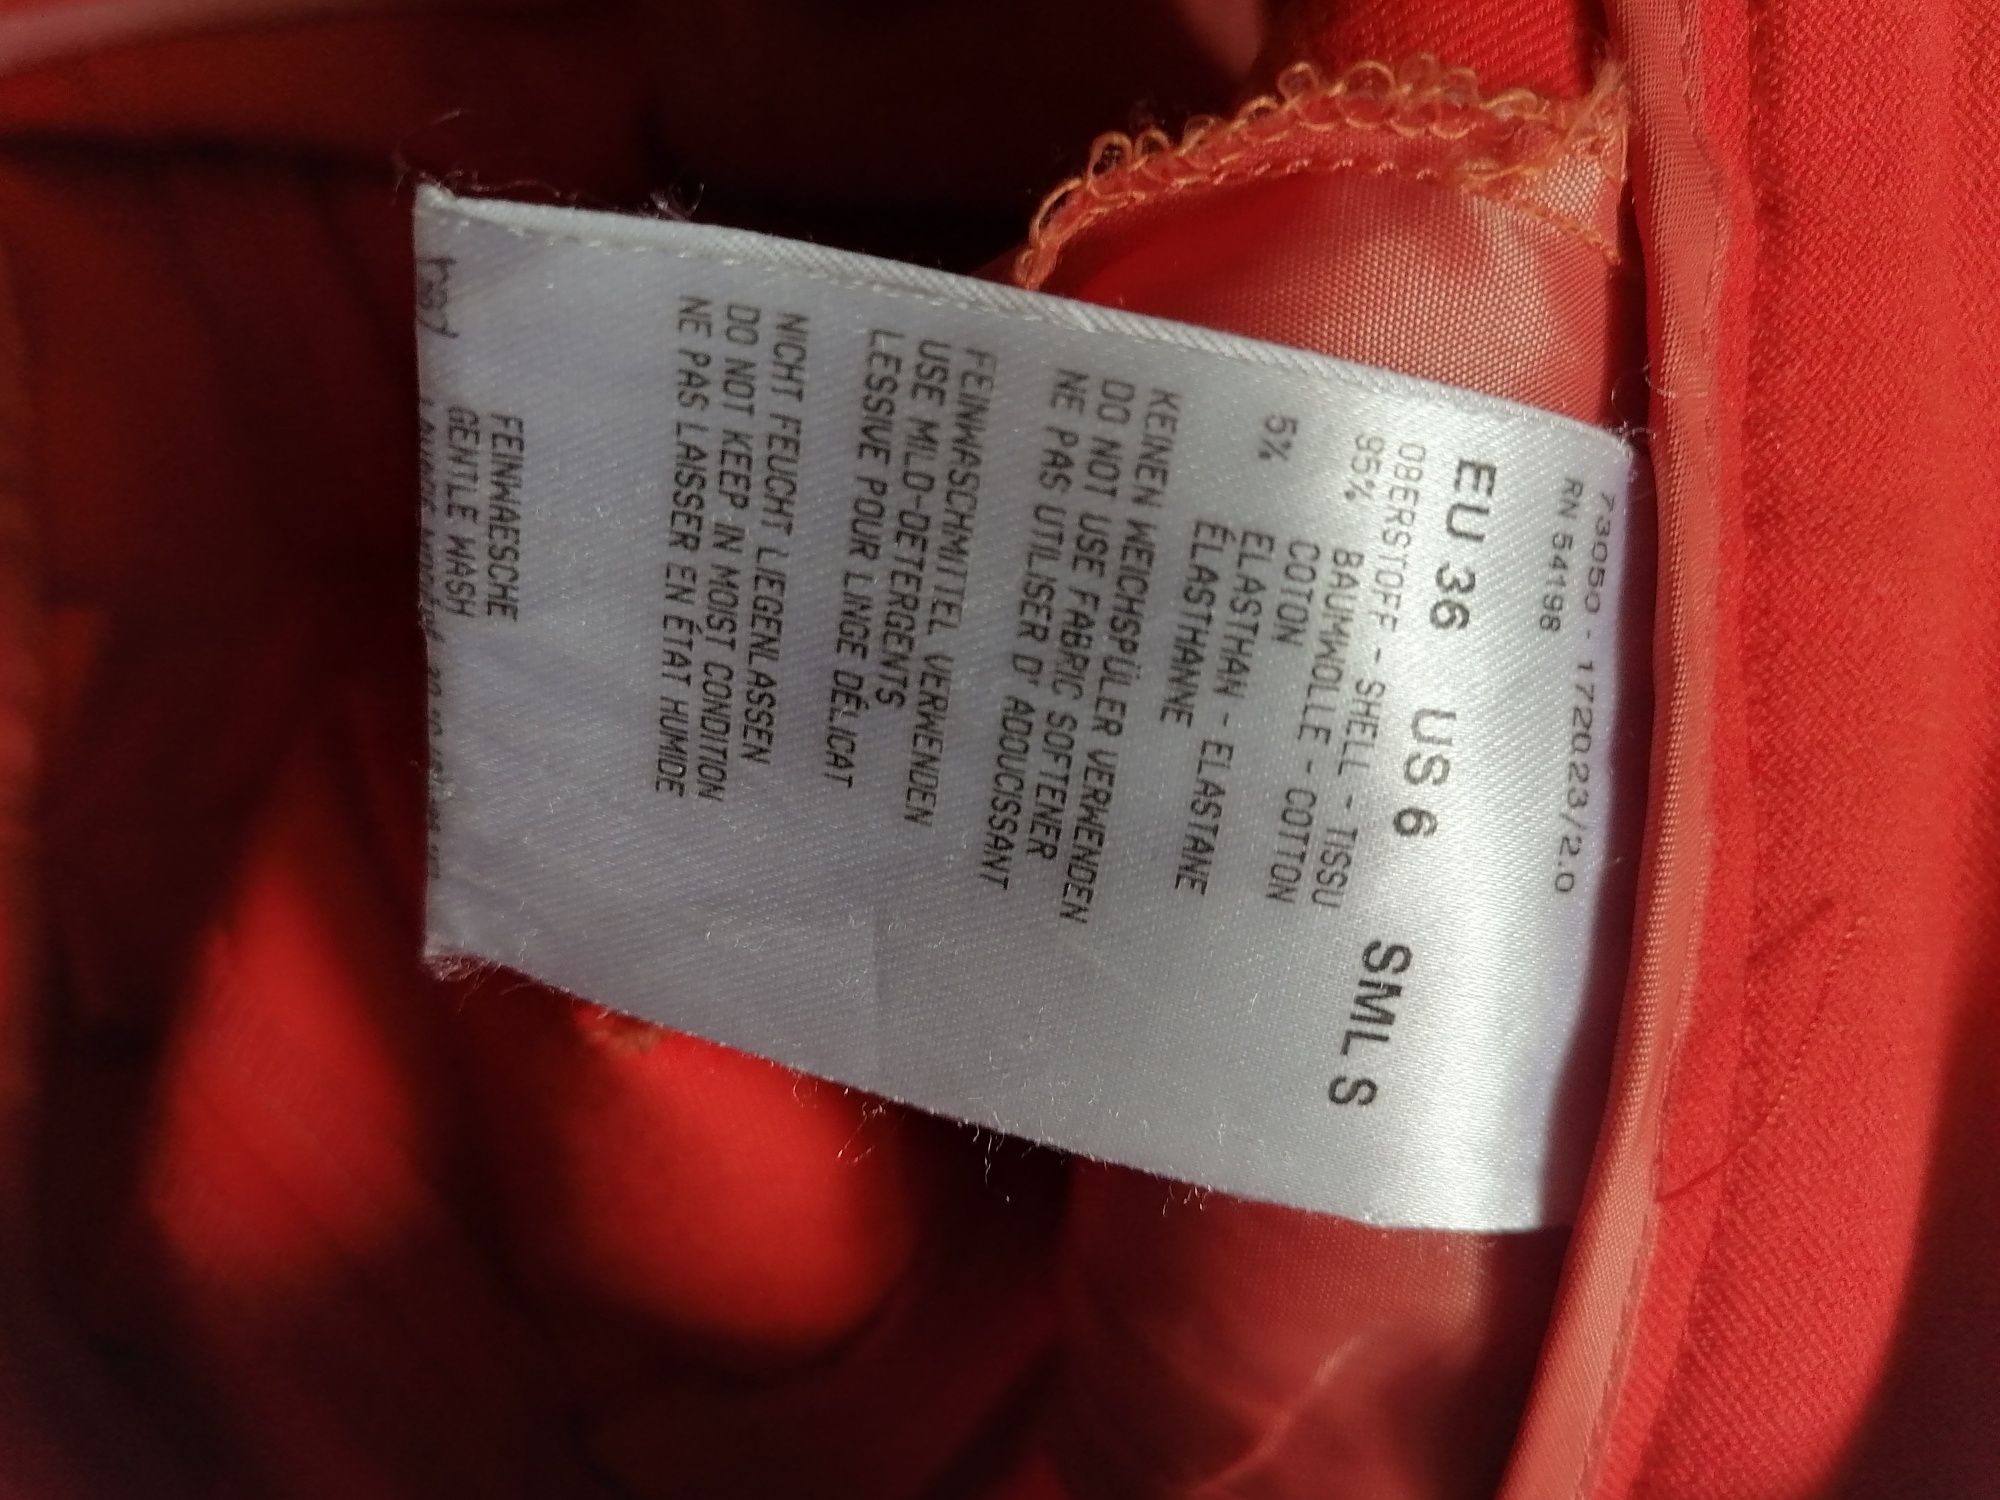 73050 - 172023/2.0
RN 54198
EU 36 US 6 SML S
OBERSTOFF - SHELL - TISSU
95% BAUMWOLLE - COTTON
COTON
5% ELASTHAN - ELASTANE
ÉLASTHANNE
KEINEN WEICHSPÜLER VERWENDEN
DO NOT USE FABRIC SOFTENER
NE PAS UTILISER D' ADOUCISSANT
FEINWASCHMITTEL VERWENDEN
USE MILD-DETERGENTS
LESSIVE POUR LINGE DÉLICAT
NICHT FEUCHT LIEGENLASSEN
DO NOT KEEP IN MOIST CONDITION
NE PAS LAISSER EN ÉTAT HUMIDE
FEINWAESCHE
GENTLE WASH